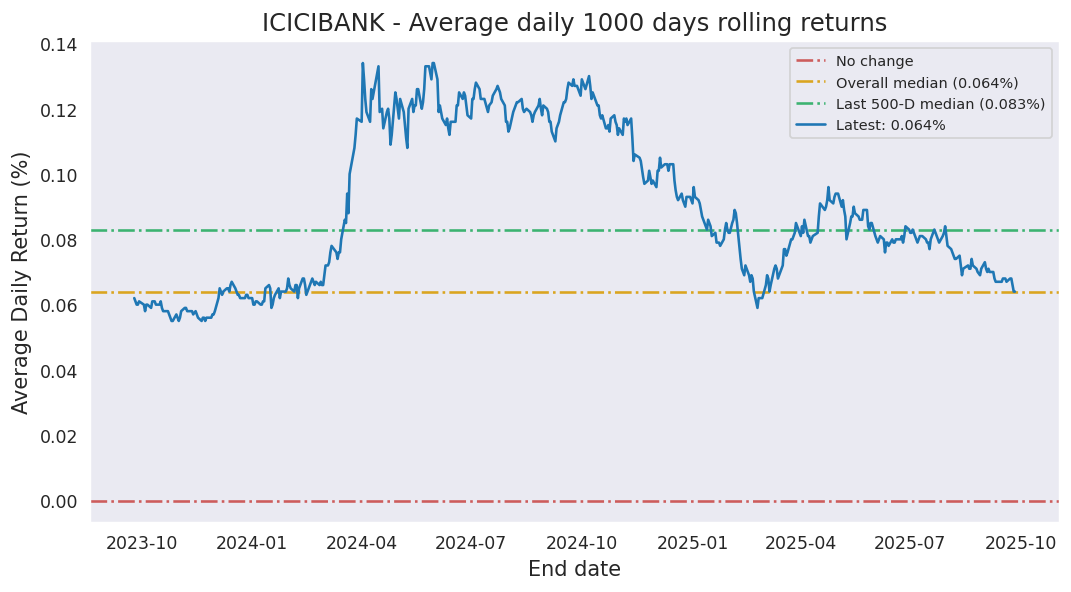 ICICIBANK - Average daily 1000 days rolling returns
Average Daily Return (%)
0.14
0.12
0.10
0.08
0.06
0.04
0.02
0.00
No change
Overall median (0.064%)
Last 500-D median (0.083%)
Latest: 0.064%
2023-10 2024-01 2024-04 2024-07 2024-10 2025-01 2025-04 2025-07 2025-10
End date